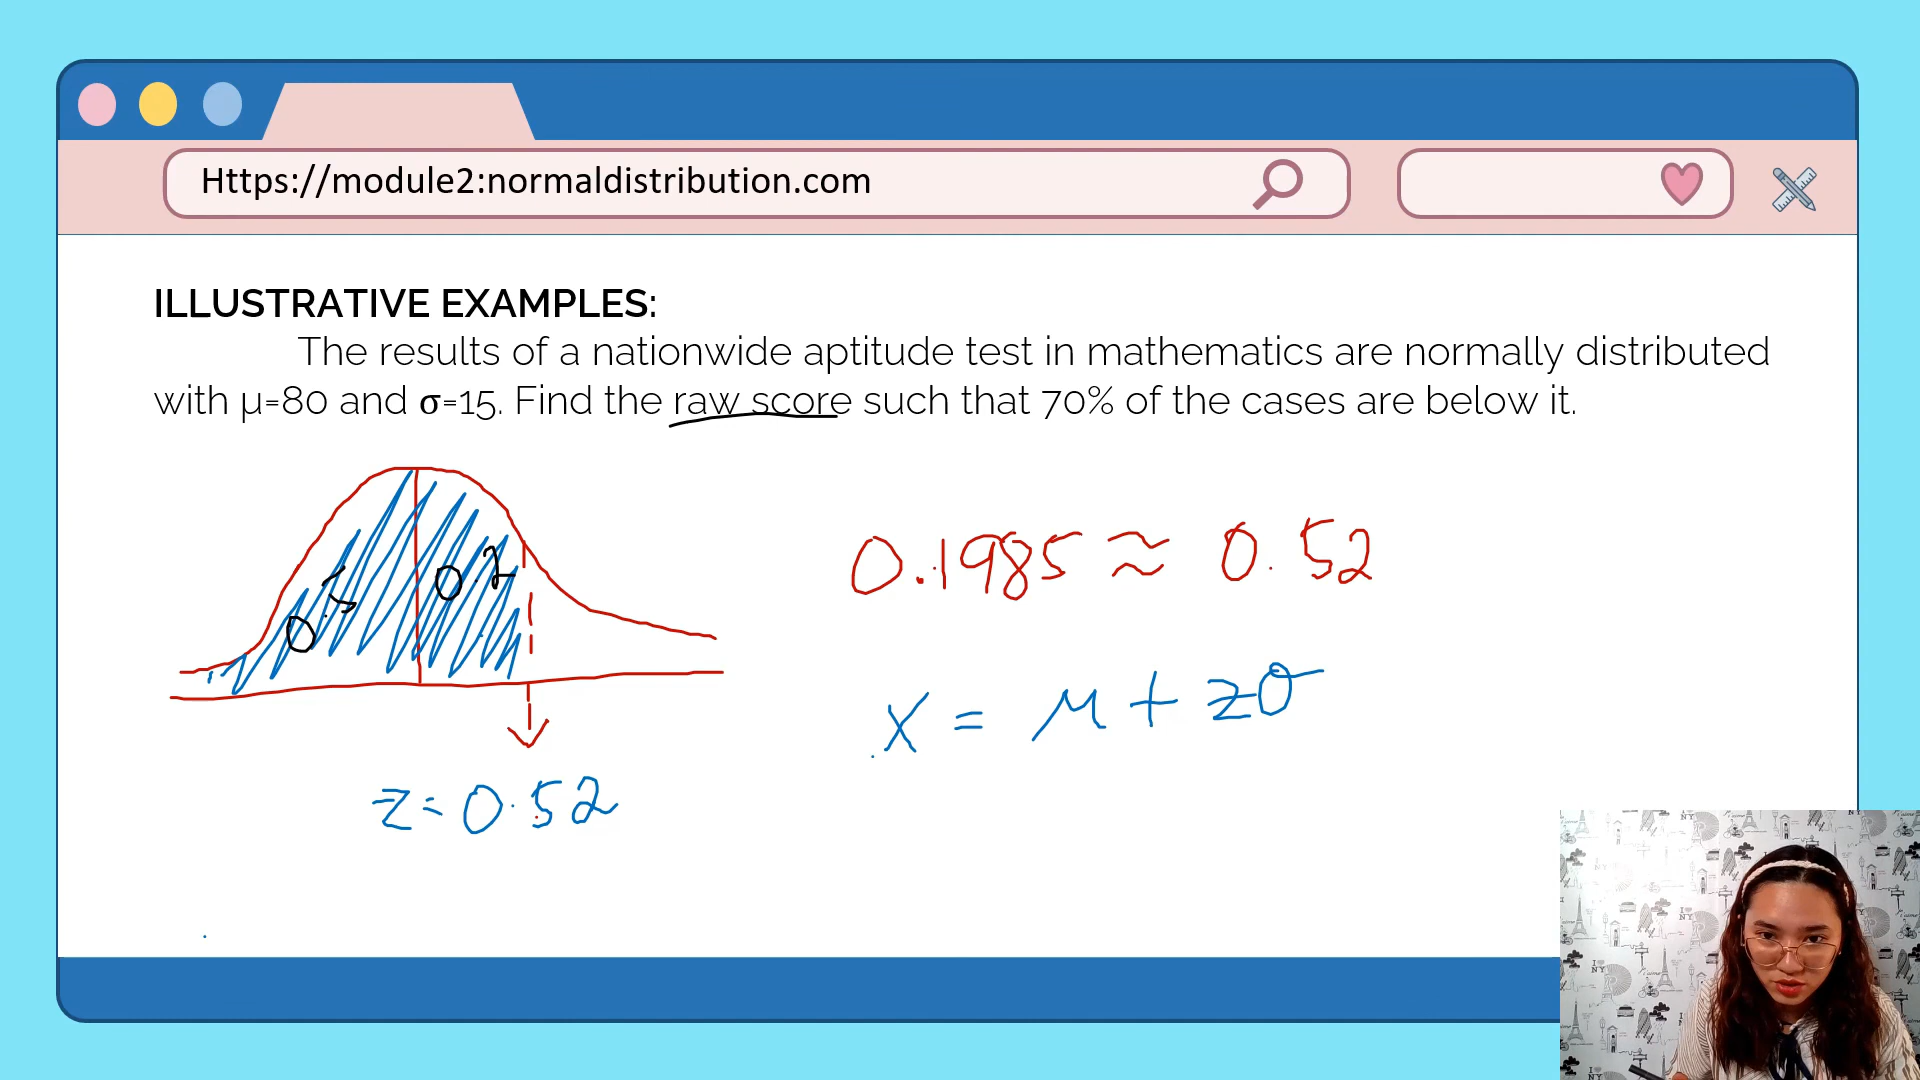 Https://module2:normaldistribution.com
ILLUSTRATIVE EXAMPLES:
The results of a nationwide aptitude test in mathematics are normally distributed
with µ=80 and σ=15. Find the raw score such that 70% of the cases are below it.
0.5 0.2
0.1985 ≈ 0.52
x = µ + zσ
z = 0.52
I ♥ NY